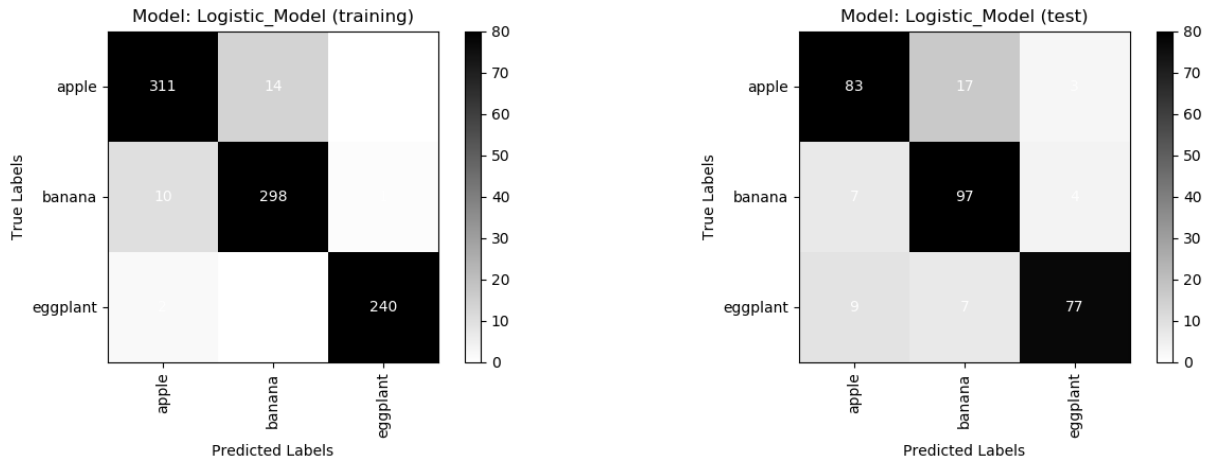 Model: Logistic_Model (training)
True Labels
apple
banana
eggplant
311 14
10 298
240
apple
banana
eggplant
Predicted Labels
80
70
60
50
40
30
20
10
0
Model: Logistic_Model (test)
True Labels
apple
banana
eggplant
83 17 3
7 97 4
9 7 77
apple
banana
eggplant
Predicted Labels
80
70
60
50
40
30
20
10
0